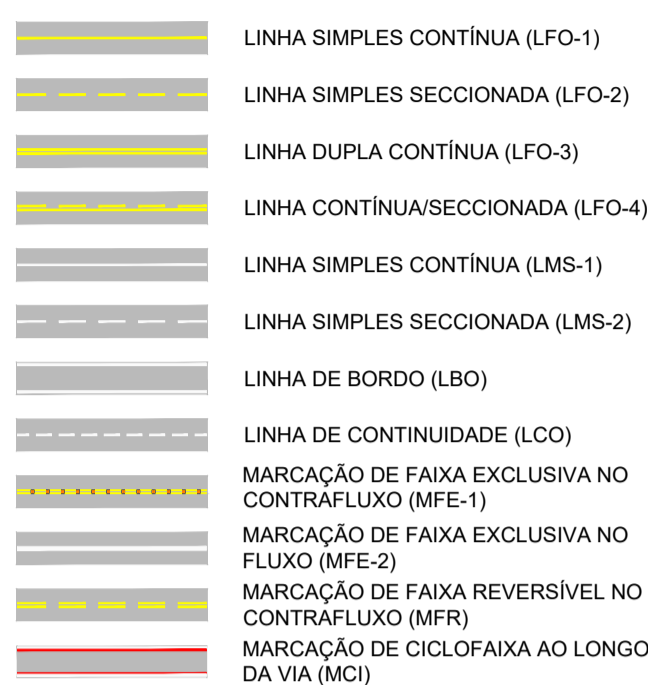 LINHA SIMPLES CONTÍNUA (LFO-1)
LINHA SIMPLES SECCIONADA (LFO-2)
LINHA DUPLA CONTÍNUA (LFO-3)
LINHA CONTÍNUA/SECCIONADA (LFO-4)
LINHA SIMPLES CONTÍNUA (LMS-1)
LINHA SIMPLES SECCIONADA (LMS-2)
LINHA DE BORDO (LBO)
LINHA DE CONTINUIDADE (LCO)
MARCAÇÃO DE FAIXA EXCLUSIVA NO
CONTRAFLUXO (MFE-1)
MARCAÇÃO DE FAIXA EXCLUSIVA NO
FLUXO (MFE-2)
MARCAÇÃO DE FAIXA REVERSÍVEL NO
CONTRAFLUXO (MFR)
MARCAÇÃO DE CICLOFAIXA AO LONGO
DA VIA (MCI)